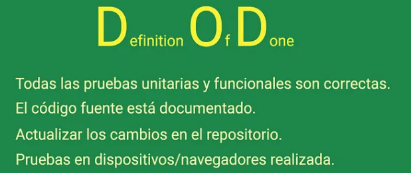 Definition Of Done
Todas las pruebas unitarias y funcionales son correctas.
El código fuente está documentado.
Actualizar los cambios en el repositorio.
Pruebas en dispositivos/navegadores realizada.